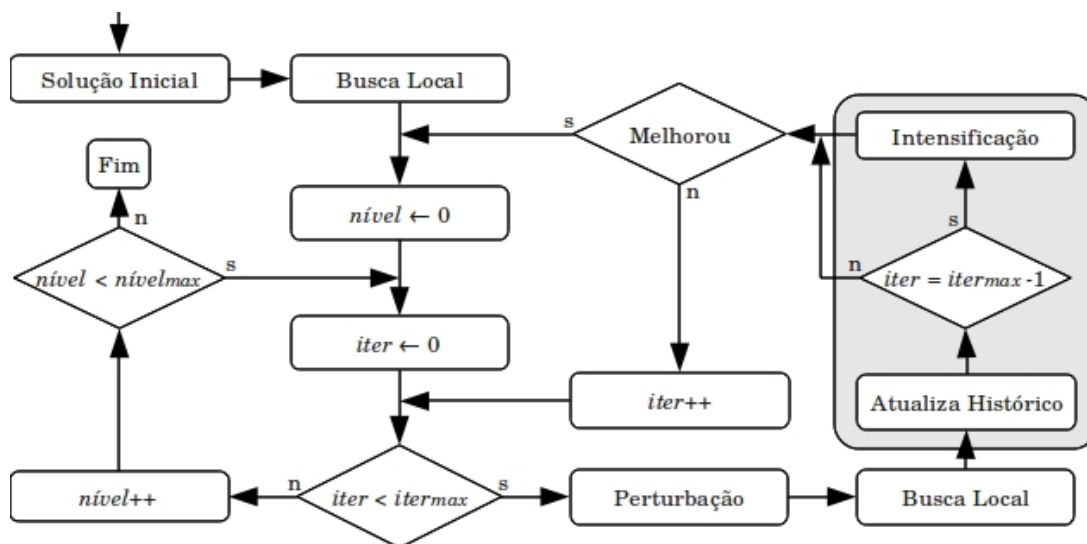 Solução Inicial
Busca Local
Melhorou
s
n
Intensificação
Fim
n
nível ← 0
s
nível < nívelmax
s
n
iter = itermax -1
iter ← 0
iter++
Atualiza Histórico
nível++
n
iter < itermax
s
Perturbação
Busca Local